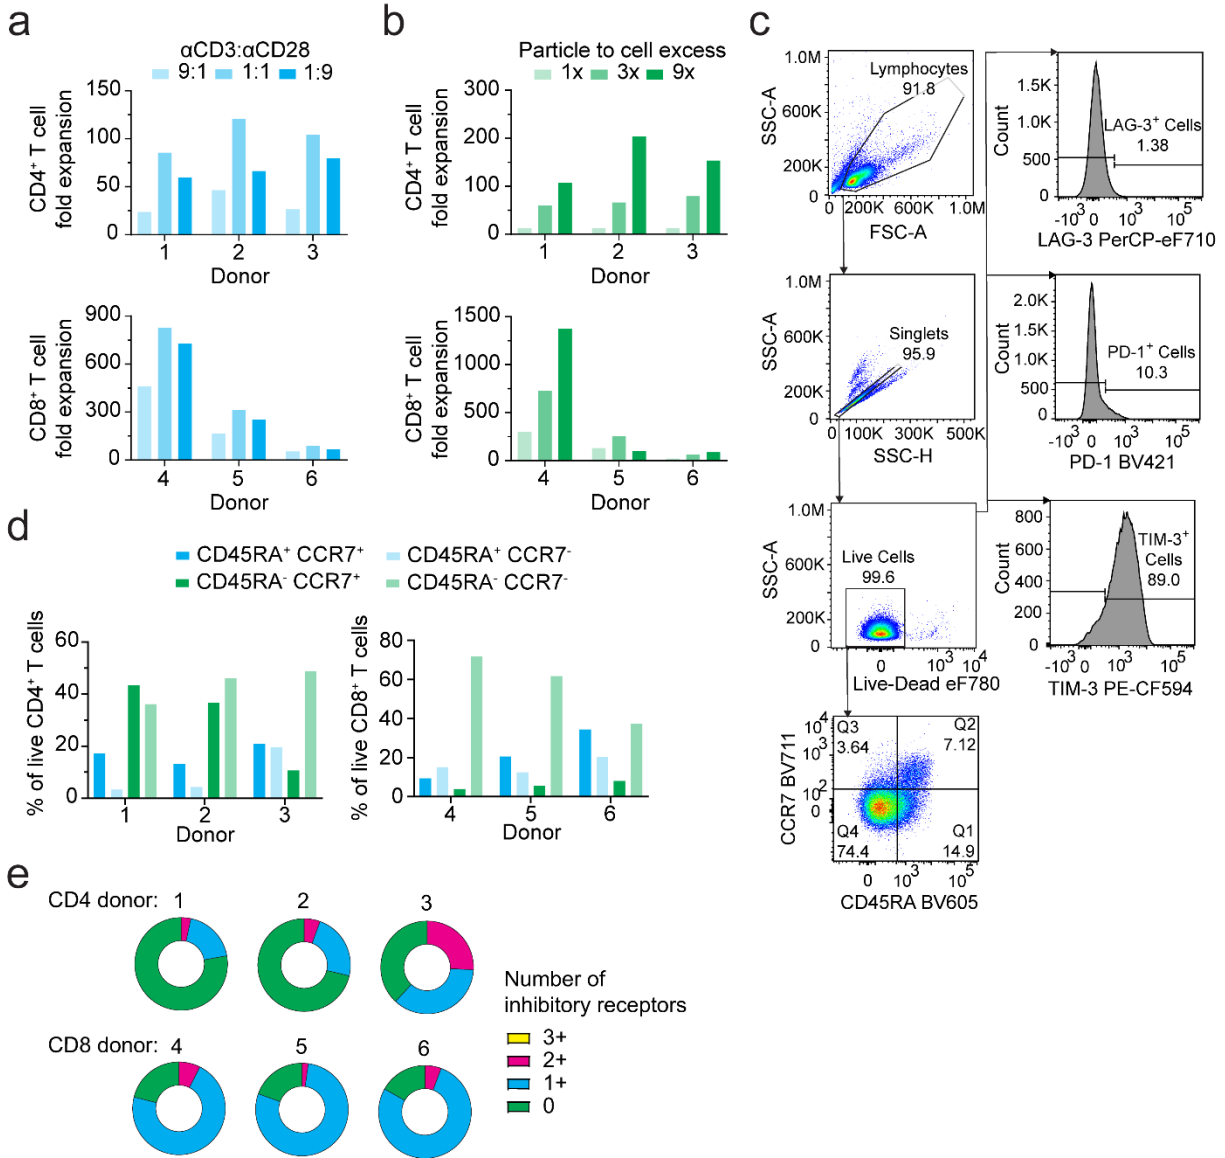 a
αCD3:αCD28
9:1 1:1 1:9
CD4⁺ T cell
fold expansion
150
100
50
0
1 2 3
Donor
CD8⁺ T cell
fold expansion
900
600
300
0
4 5 6
Donor
b
Particle to cell excess
1x 3x 9x
CD4⁺ T cell
fold expansion
300
200
100
0
1 2 3
Donor
CD8⁺ T cell
fold expansion
1500
1000
500
0
4 5 6
Donor
c
SSC-A
1.0M
600K
400K
200K
0
Lymphocytes
91.8
0 200K 600K 1.0M
FSC-A
SSC-A
1.0M
600K
400K
200K
0
Singlets
95.9
0 100K 300K 500K
SSC-H
SSC-A
1.0M
600K
400K
200K
0
Live Cells
99.6
0 10³ 10⁴
Live-Dead eF780
CCR7 BV711
10⁴
10³
10²
0
Q3
3.64
Q2
7.12
Q4
74.4
Q1
14.9
0 10³ 10⁵
CD45RA BV605
Count
1.5K
1.0K
500
0
LAG-3⁺ Cells
1.38
-10³ 0 10³ 10⁵
LAG-3 PerCP-eF710
Count
2.0K
1.5K
1.0K
500
0
PD-1⁺ Cells
10.3
-10³ 0 10³ 10⁵
PD-1 BV421
Count
800
600
400
200
0
TIM-3⁺
Cells
89.0
-10³ 0 10³ 10⁵
TIM-3 PE-CF594
d
CD45RA⁺ CCR7⁺ CD45RA⁺ CCR7⁻
CD45RA⁻ CCR7⁺ CD45RA⁻ CCR7⁻
% of live CD4⁺ T cells
60
40
20
0
1 2 3
Donor
% of live CD8⁺ T cells
80
60
40
20
0
4 5 6
Donor
e
CD4 donor: 1 2 3
CD8 donor: 4 5 6
Number of
inhibitory receptors
3+
2+
1+
0